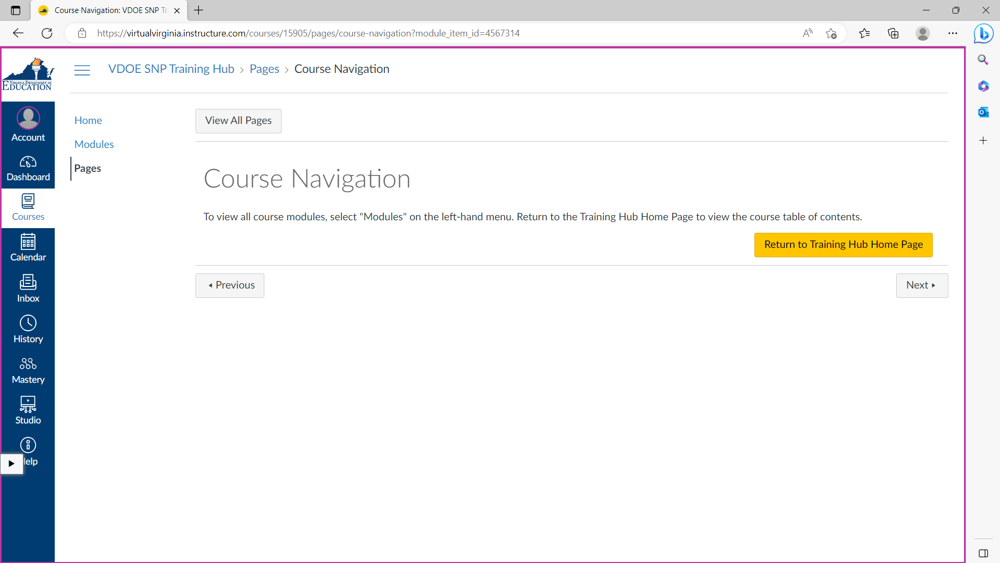 Course Navigation: VDOE SNP Tr
https://virtualvirginia.instructure.com/courses/15905/pages/course-navigation?module_item_id=4567314
VIRGINIA DEPARTMENT OF
EDUCATION
VDOE SNP Training Hub › Pages › Course Navigation
Account
Dashboard
Courses
Calendar
Inbox
History
Mastery
Studio
elp
Home
Modules
Pages
View All Pages
Course Navigation
To view all course modules, select "Modules" on the left-hand menu. Return to the Training Hub Home Page to view the course table of contents.
Return to Training Hub Home Page
Previous
Next